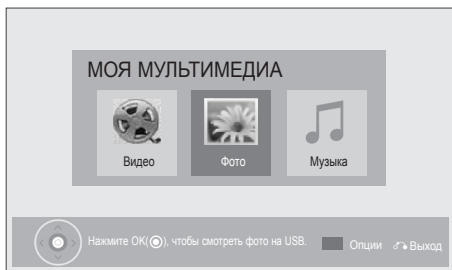 МОЯ МУЛЬТИМЕДИА
Видео Фото Музыка
Нажмите OK(◉), чтобы смотреть фото на USB. Опции Выход